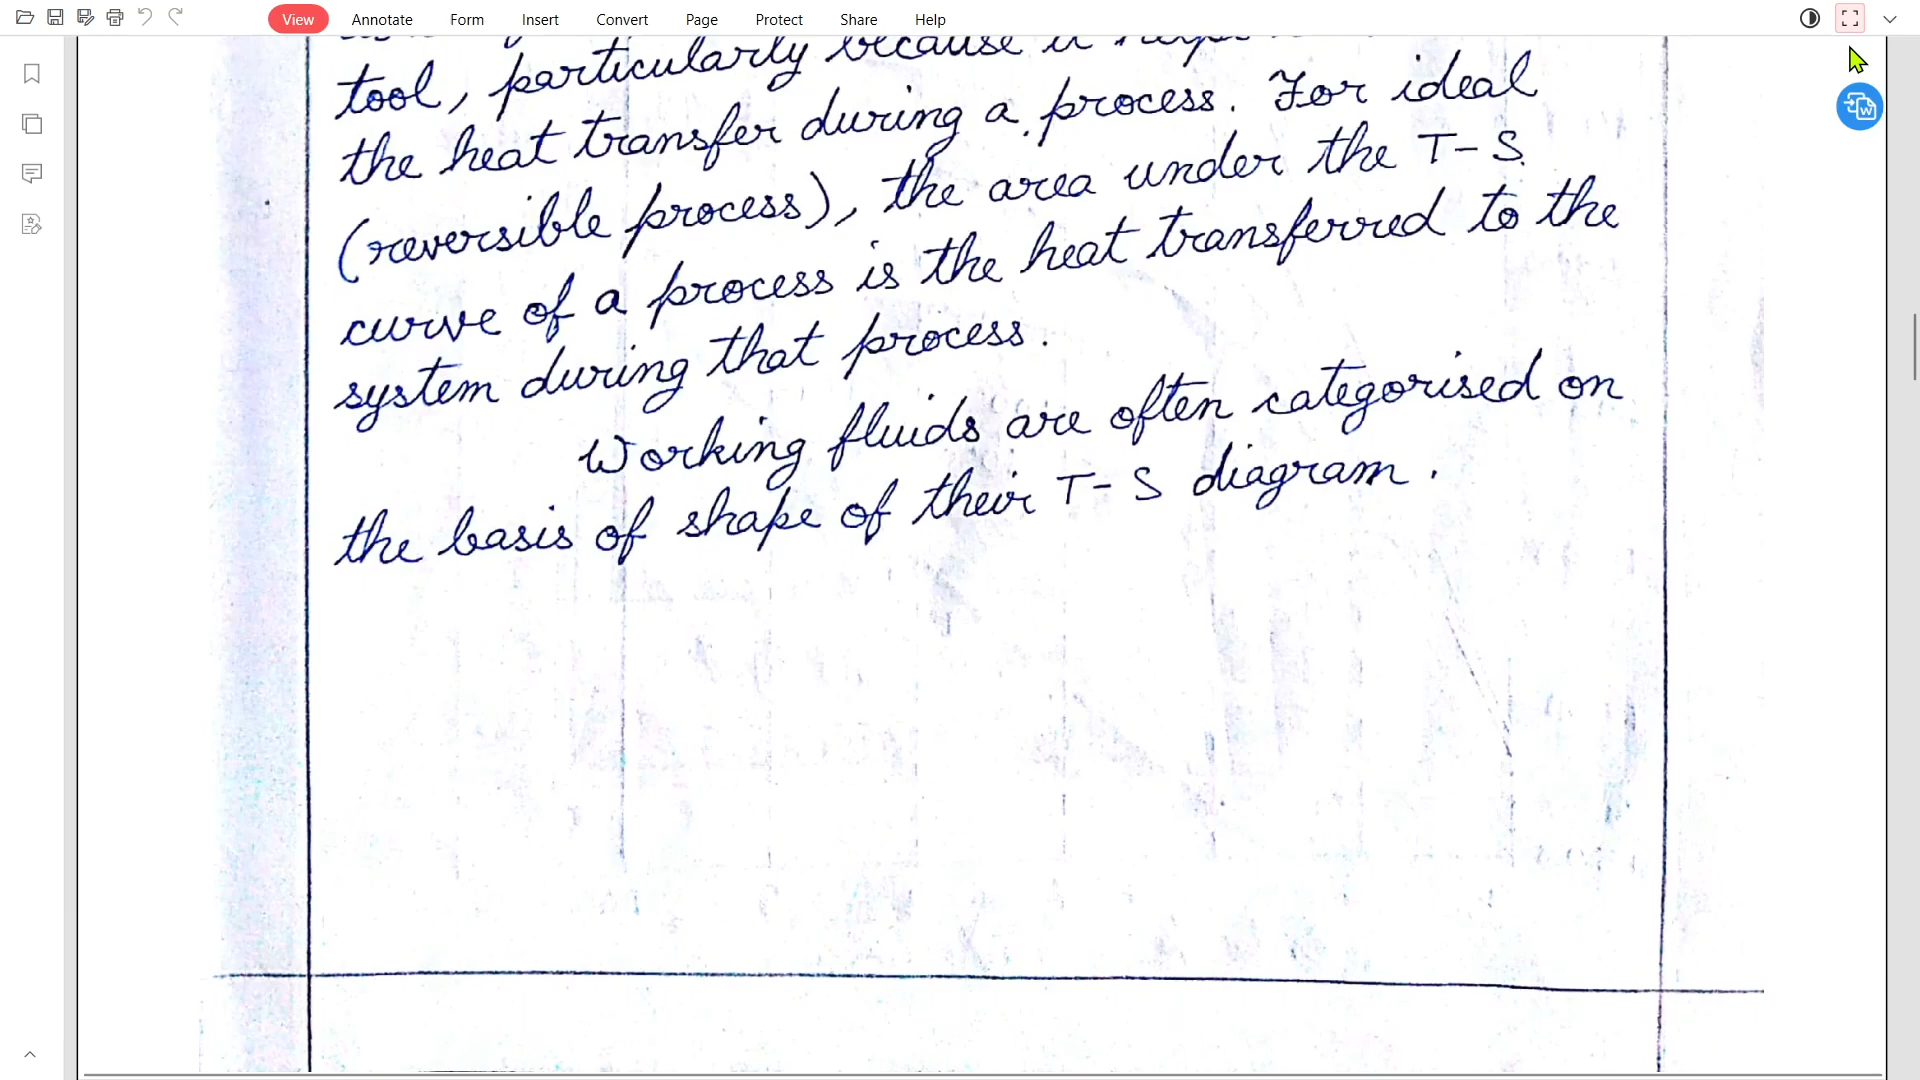 View Annotate Form Insert Convert Page Protect Share Help
tool, particularly because it helps
the heat transfer during a process. For ideal
(reversible process), the area under the T-S
curve of a process is the heat transferred to the
system during that process.
Working fluids are often categorised on
the basis of shape of their T-S diagram.